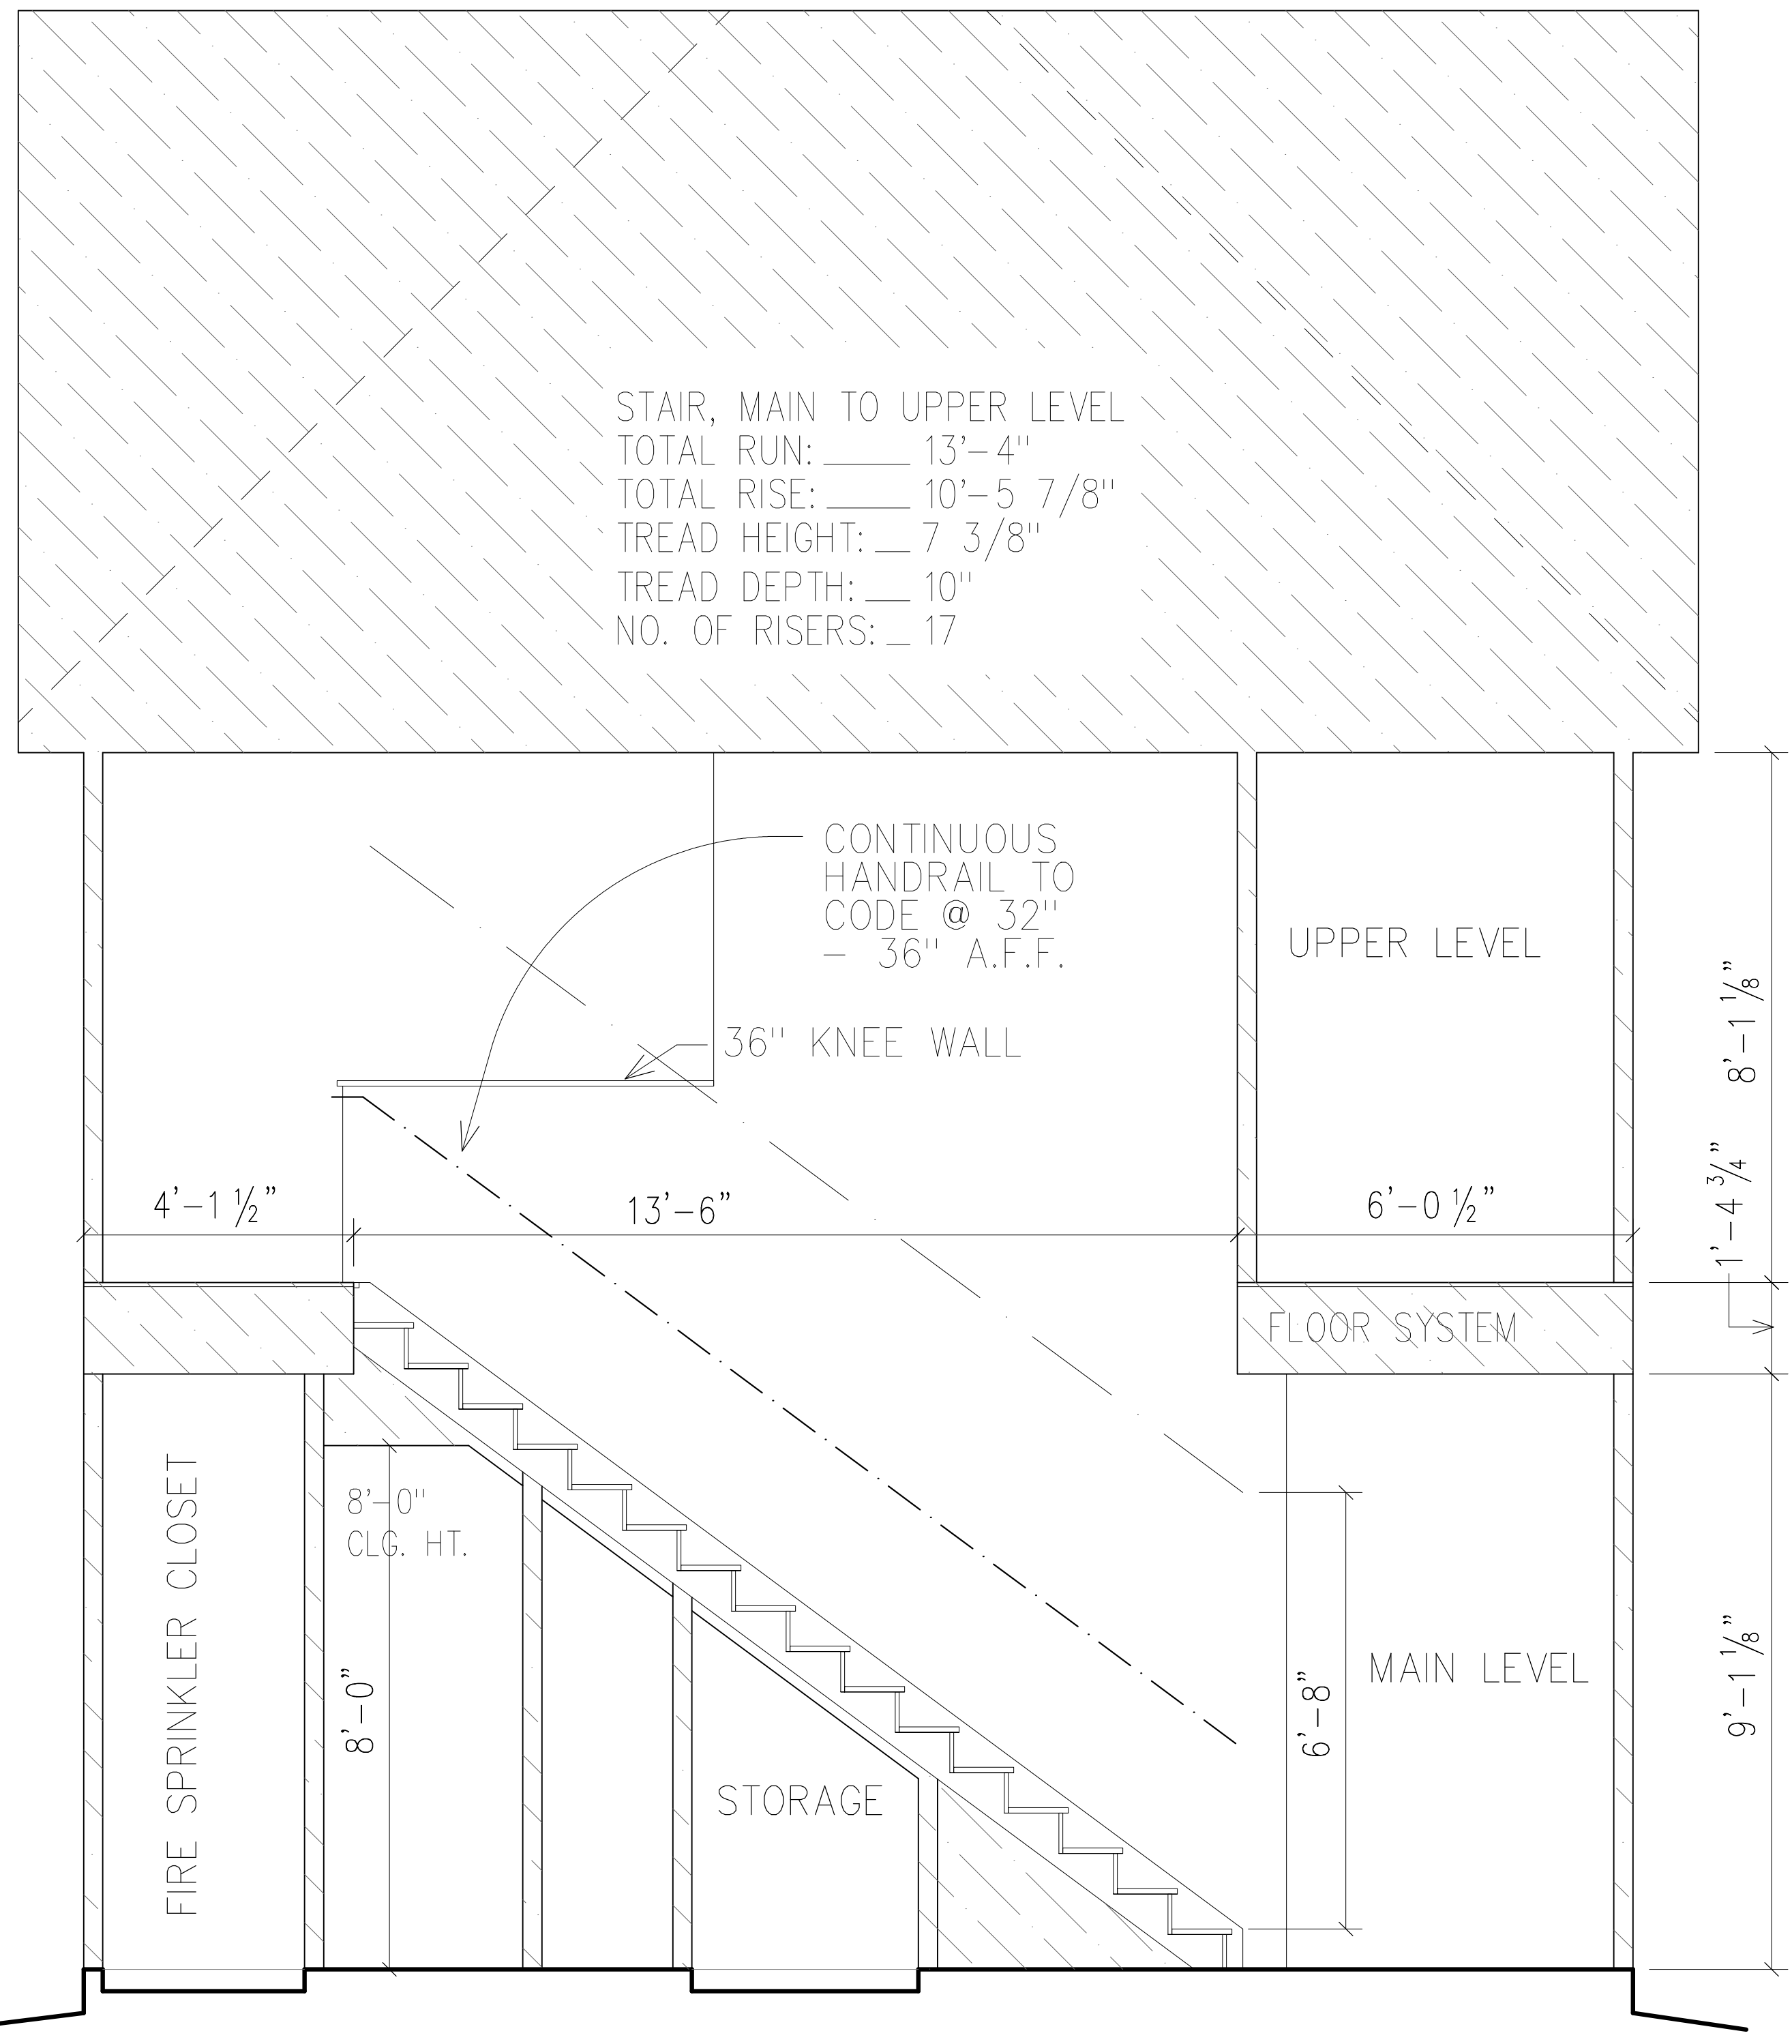 STAIR, MAIN TO UPPER LEVEL
TOTAL RUN: ____ 13'-4"
TOTAL RISE: ____ 10'-5 7/8"
TREAD HEIGHT: __ 7 3/8"
TREAD DEPTH: __ 10"
NO. OF RISERS: _ 17
CONTINUOUS
HANDRAIL TO
CODE @ 32"
- 36" A.F.F.
UPPER LEVEL
8'-1 1/8"
36" KNEE WALL
1'-4 3/4"
4'-1 1/2"
13'-6"
6'-0 1/2"
FLOOR SYSTEM
FIRE SPRINKLER CLOSET
8'-0"
CLG. HT.
8'-0"
STORAGE
6'-8"
MAIN LEVEL
9'-1 1/8"